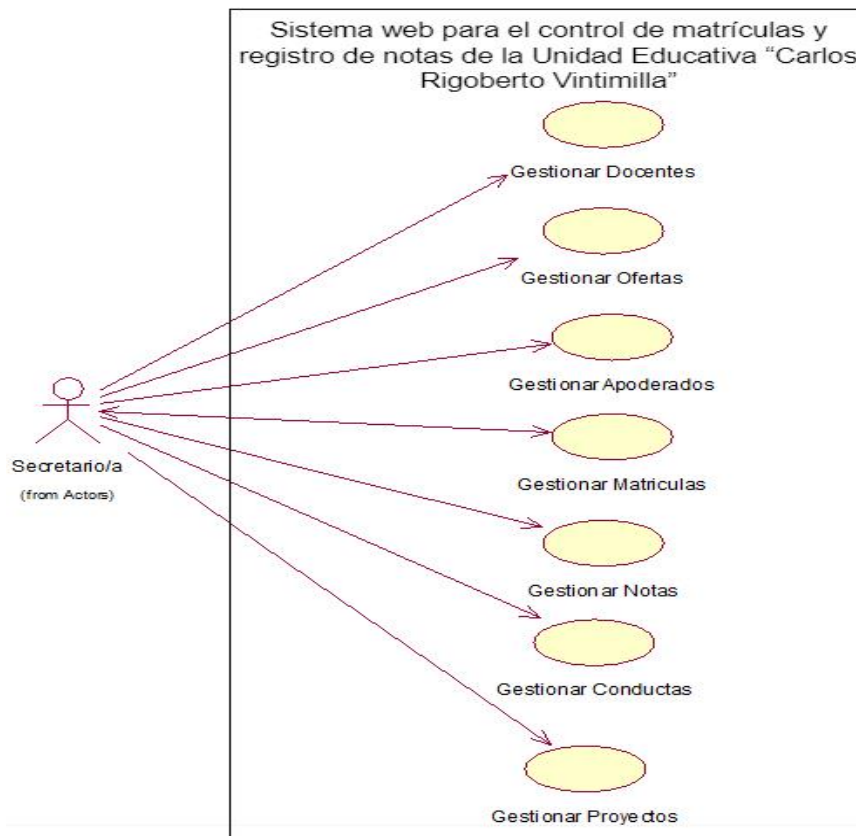 Sistema web para el control de matrículas y
registro de notas de la Unidad Educativa “Carlos
Rigoberto Vintimilla”
Gestionar Docentes
Gestionar Ofertas
Gestionar Apoderados
Secretario/a
(from Actors)
Gestionar Matriculas
Gestionar Notas
Gestionar Conductas
Gestionar Proyectos